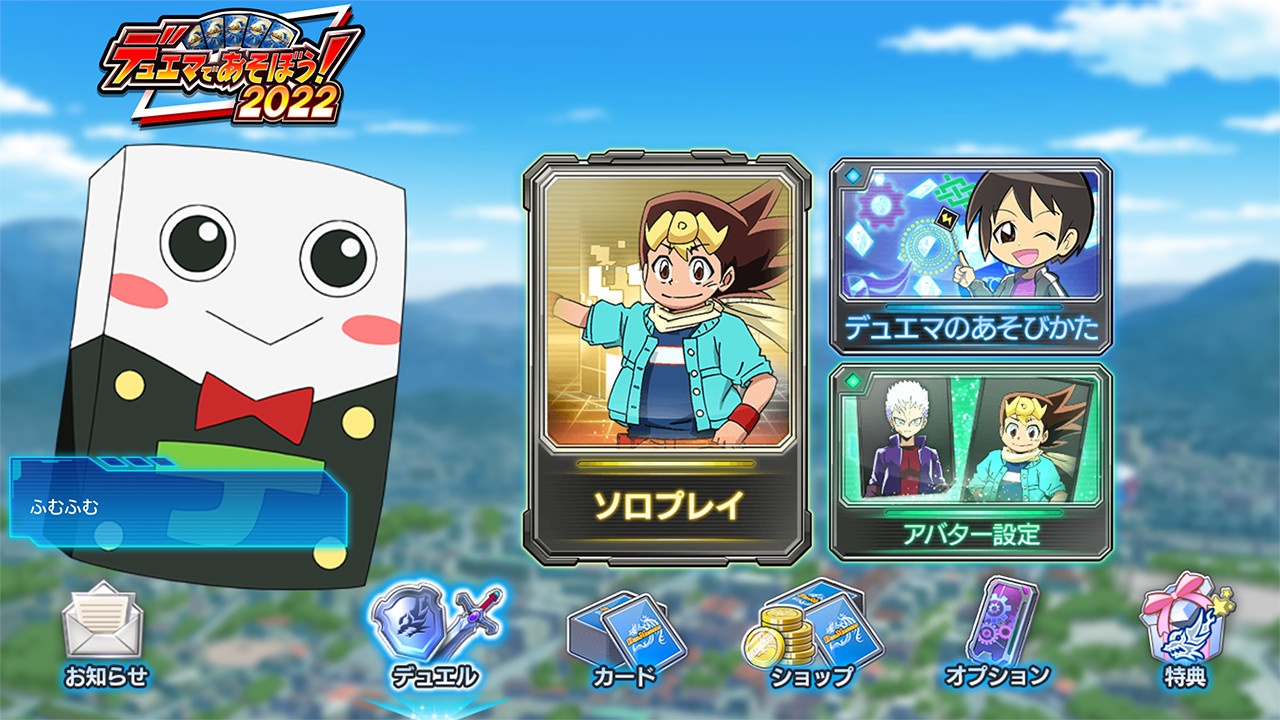 デュエマであそぼう!
2022
ふむふむ
ソロプレイ
デュエマのあそびかた
アバター設定
お知らせ
デュエル
カード
ショップ
オプション
特典